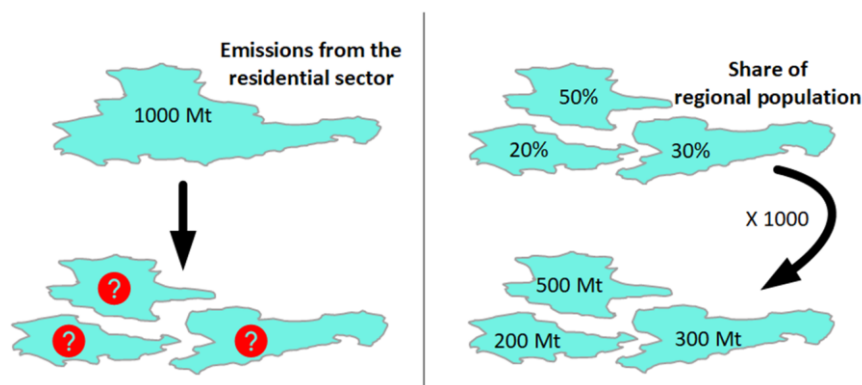 Emissions from the
residential sector
1000 Mt
?
?
?
Share of
regional population
50%
20%
30%
X 1000
500 Mt
200 Mt
300 Mt